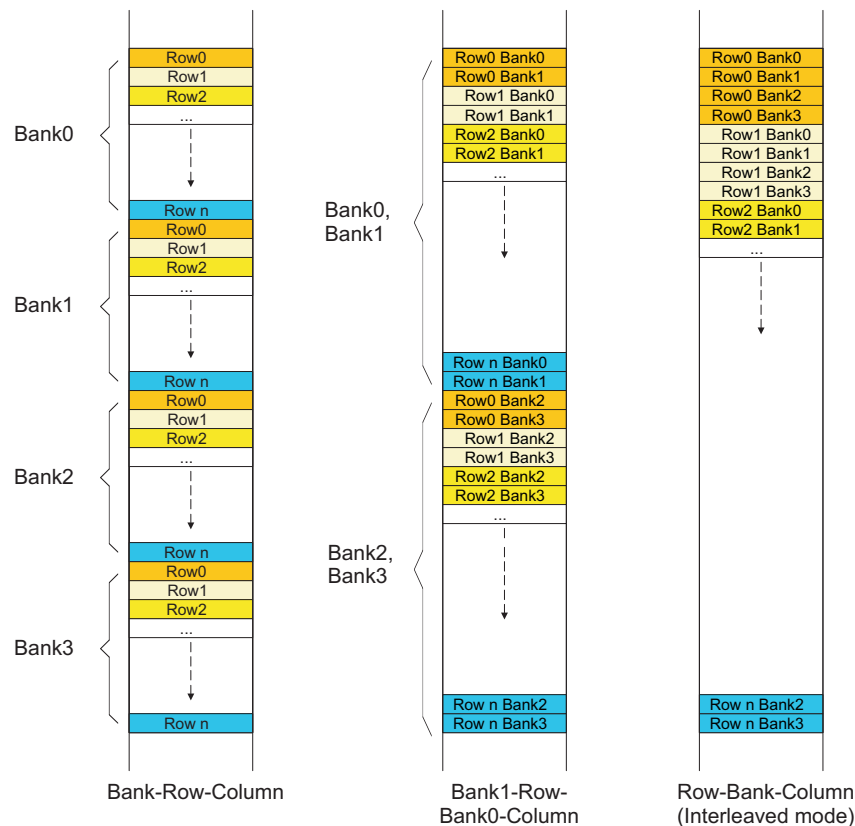 Bank0
Row0
Row1
Row2
...
Row n
Bank1
Row0
Row1
Row2
...
Row n
Bank2
Row0
Row1
Row2
...
Row n
Bank3
Row0
Row1
Row2
...
Row n
Bank-Row-Column
Bank0,
Bank1
Row0 Bank0
Row0 Bank1
Row1 Bank0
Row1 Bank1
Row2 Bank0
Row2 Bank1
...
Row n Bank0
Row n Bank1
Bank2,
Bank3
Row0 Bank2
Row0 Bank3
Row1 Bank2
Row1 Bank3
Row2 Bank2
Row2 Bank3
...
Row n Bank2
Row n Bank3
Bank1-Row-
Bank0-Column
Row0 Bank0
Row0 Bank1
Row0 Bank2
Row0 Bank3
Row1 Bank0
Row1 Bank1
Row1 Bank2
Row1 Bank3
Row2 Bank0
Row2 Bank1
...
Row n Bank2
Row n Bank3
Row-Bank-Column
(Interleaved mode)